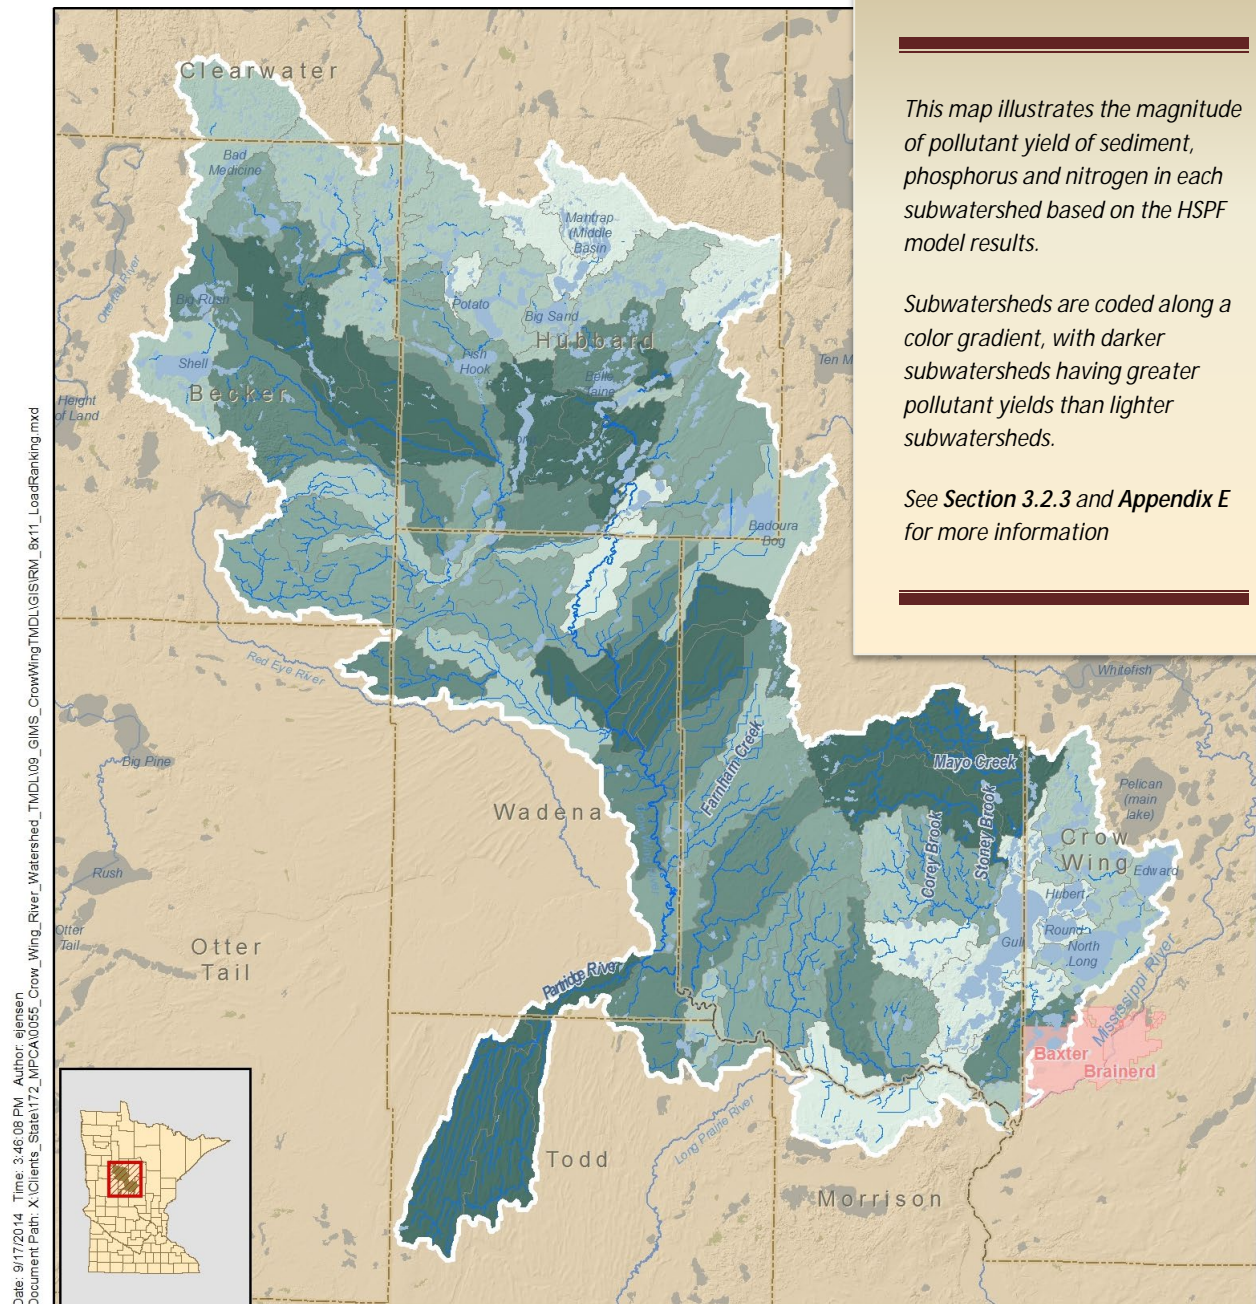 This map illustrates the magnitude
of pollutant yield of sediment,
phosphorus and nitrogen in each
subwatershed based on the HSPF
model results.
Subwatersheds are coded along a
color gradient, with darker
subwatersheds having greater
pollutant yields than lighter
subwatersheds.
See Section 3.2.3 and Appendix E
for more information
Clearwater
Bad
Medicine
Mantrap
(Middle
Basin
Ottertail River
Big Rush
Potato
Big Sand
Hubbard
Shell
Fish
Hook
Ten M
Becker
Belle
Taine
Long
Height
of Land
Badoura
Bog
Red Eye River
Whitefish
Big Pine
Farnham Creek
Mayo Creek
Pelican
(main
lake)
Wadena
Corey Brook
Stoney Brook
Crow
Wing
Edward
Rush
Hubert
Otter
Tail
Round
Gull
North
Long
Otter
Tail
Partridge River
Mississippi River
Baxter
Brainerd
Long Prairie River
Todd
Morrison
Date: 9/17/2014 Time: 3:46:08 PM Author: ejensen
Document Path: X:\Clients_State\172_MPCA\0055_Crow_Wing_River_Watershed_TMDL\09_GIMS_CrowWingTMDL\GIS\RM_8x11_LoadRanking.mxd